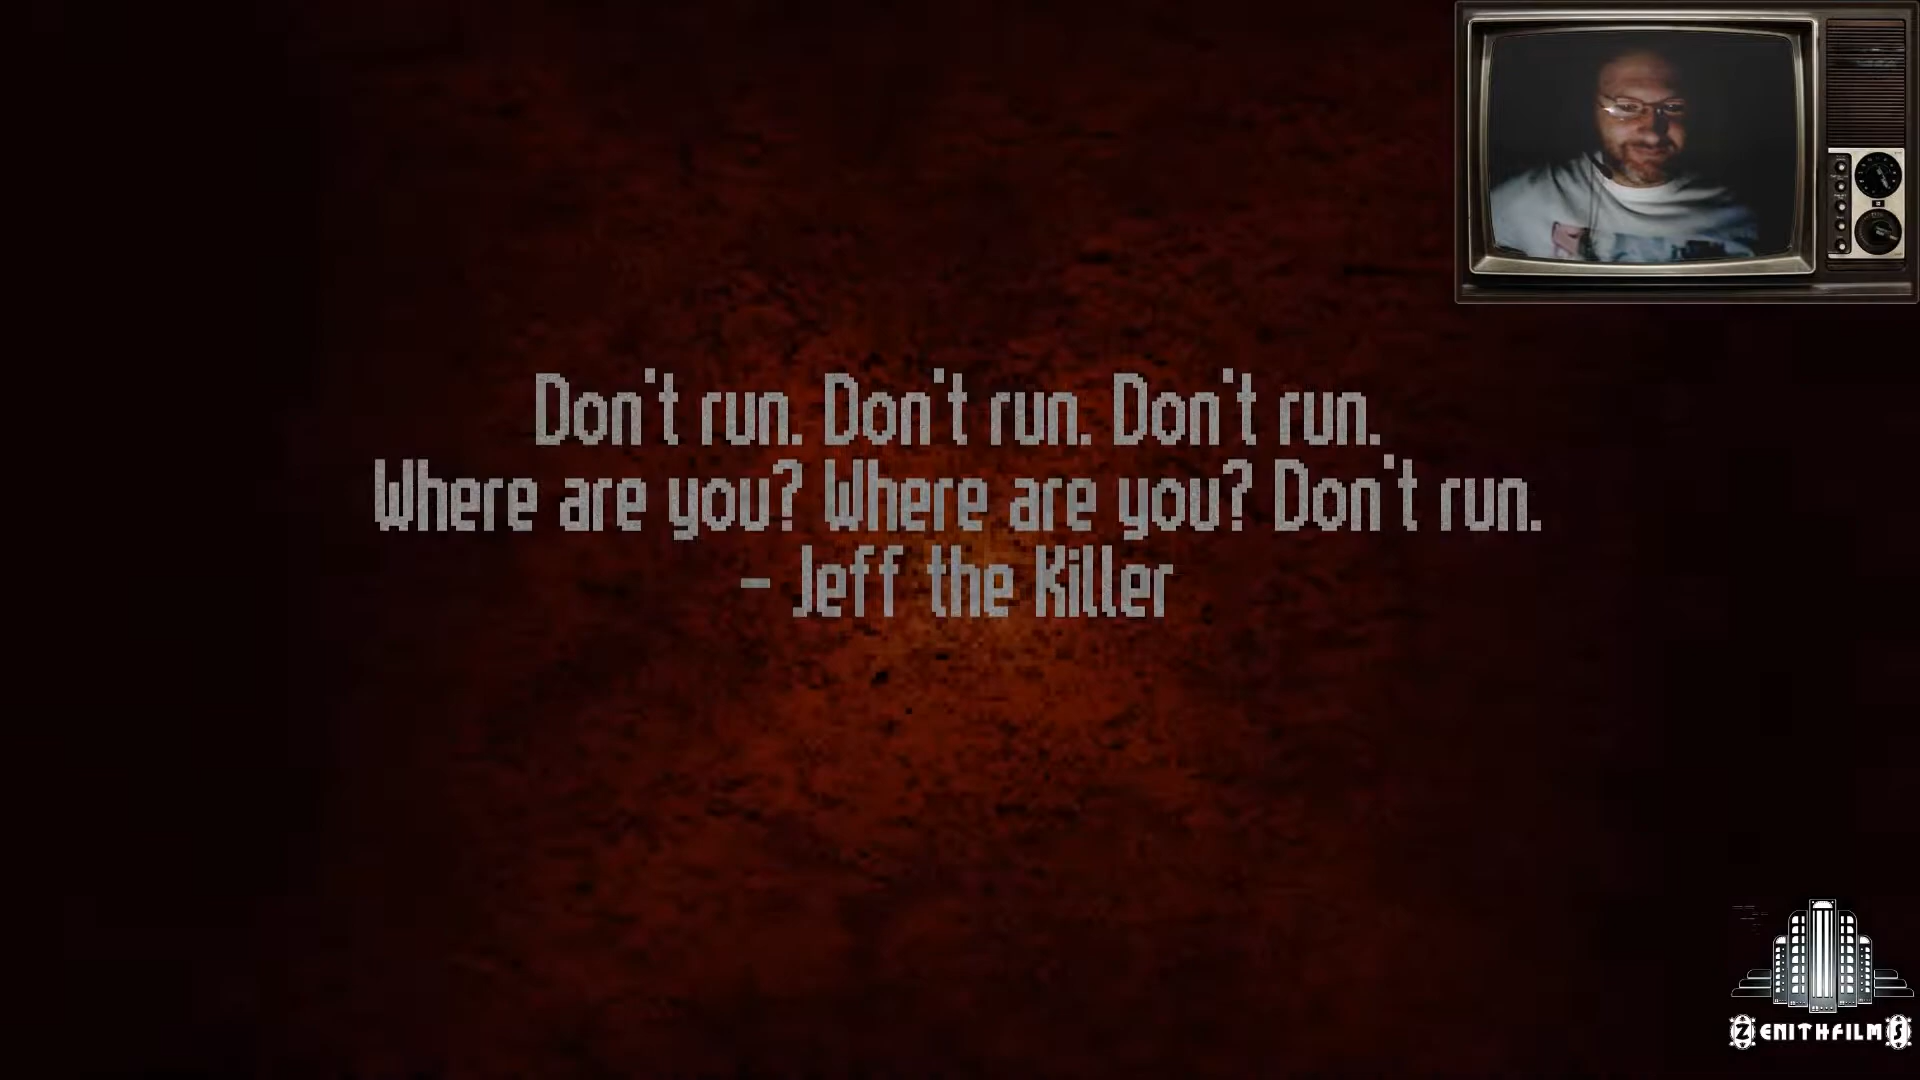 Don't run. Don't run. Don't run.
Where are you? Where are you? Don't run.
- Jeff the Killer
ZENITHFILMS